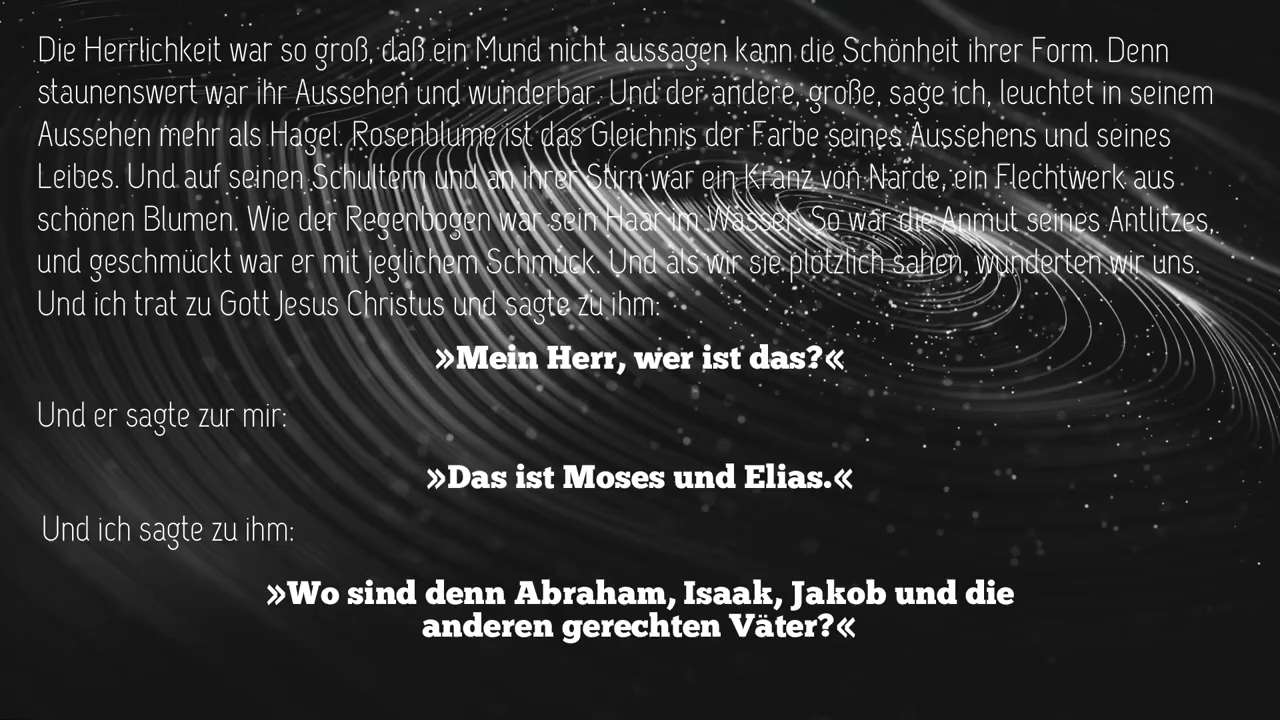 Die Herrlichkeit war so groß, daß ein Mund nicht aussagen kann die Schönheit ihrer Form. Denn
staunenswert war ihr Aussehen und wunderbar. Und der andere, große, sage ich, leuchtet in seinem
Aussehen mehr als Hagel. Rosenblume ist das Gleichnis der Farbe seines Aussehens und seines
Leibes. Und auf seinen Schultern und an ihrer Stirn war ein Kranz von Narde, ein Flechtwerk aus
schönen Blumen. Wie der Regenbogen war sein Haar im Wasser. So war die Anmut seines Antlitzes,
und geschmückt war er mit jeglichem Schmuck. Und als wir sie plötzlich sahen, wunderten wir uns.
Und ich trat zu Gott Jesus Christus und sagte zu ihm:
»Mein Herr, wer ist das?«
Und er sagte zur mir:
»Das ist Moses und Elias.«
Und ich sagte zu ihm:
»Wo sind denn Abraham, Isaak, Jakob und die
anderen gerechten Väter?«